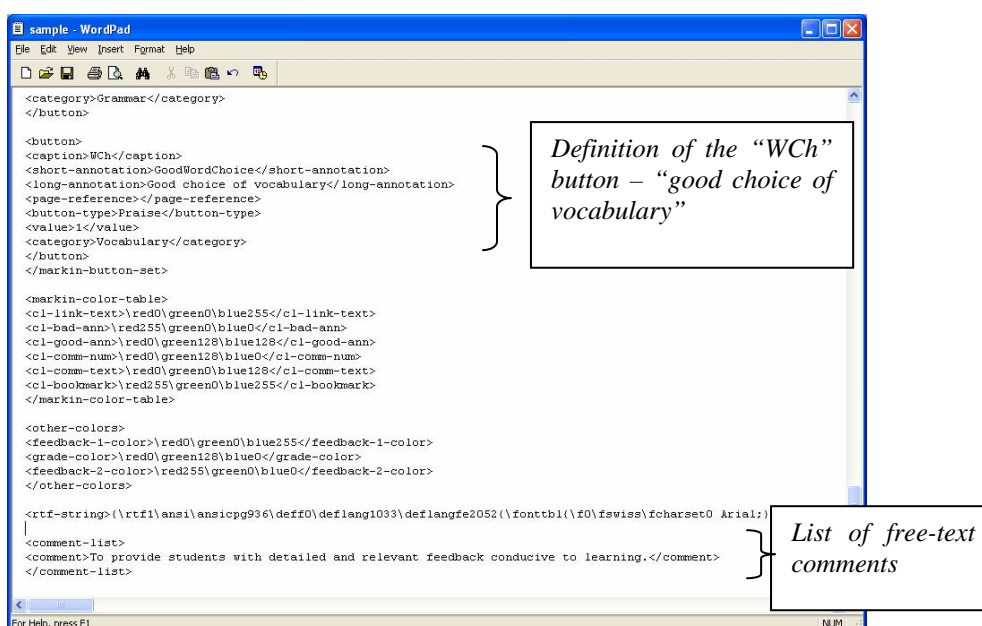 sample - WordPad
File Edit View Insert Format Help
<category>Grammar</category>
</button>
<button>
<caption>WCh</caption>
<short-annotation>GoodWordChoice</short-annotation>
<long-annotation>Good choice of vocabulary</long-annotation>
<page-reference></page-reference>
<button-type>Praise</button-type>
<value>1</value>
<category>Vocabulary</category>
</button>
</markin-button-set>
Definition of the “WCh”
button – “good choice of
vocabulary”
<markin-color-table>
<cl-link-text>\red0\green0\blue255</cl-link-text>
<cl-bad-ann>\red255\green0\blue0</cl-bad-ann>
<cl-good-ann>\red0\green128\blue128</cl-good-ann>
<cl-comm-num>\red0\green128\blue0</cl-comm-num>
<cl-comm-text>\red0\green0\blue128</cl-comm-text>
<cl-bookmark>\red255\green0\blue255</cl-bookmark>
</markin-color-table>
<other-colors>
<feedback-1-color>\red0\green0\blue255</feedback-1-color>
<grade-color>\red0\green128\blue0</grade-color>
<feedback-2-color>\red255\green0\blue0</feedback-2-color>
</other-colors>
<rtf-string>{\rtf1\ansi\ansicpg936\deff0\deflang1033\deflangfe2052{\fonttbl{\f0\fswiss\fcharset0 Arial;}
<comment-list>
<comment>To provide students with detailed and relevant feedback conducive to learning.</comment>
</comment-list>
List of free-text
comments
For Help, press F1
NUM